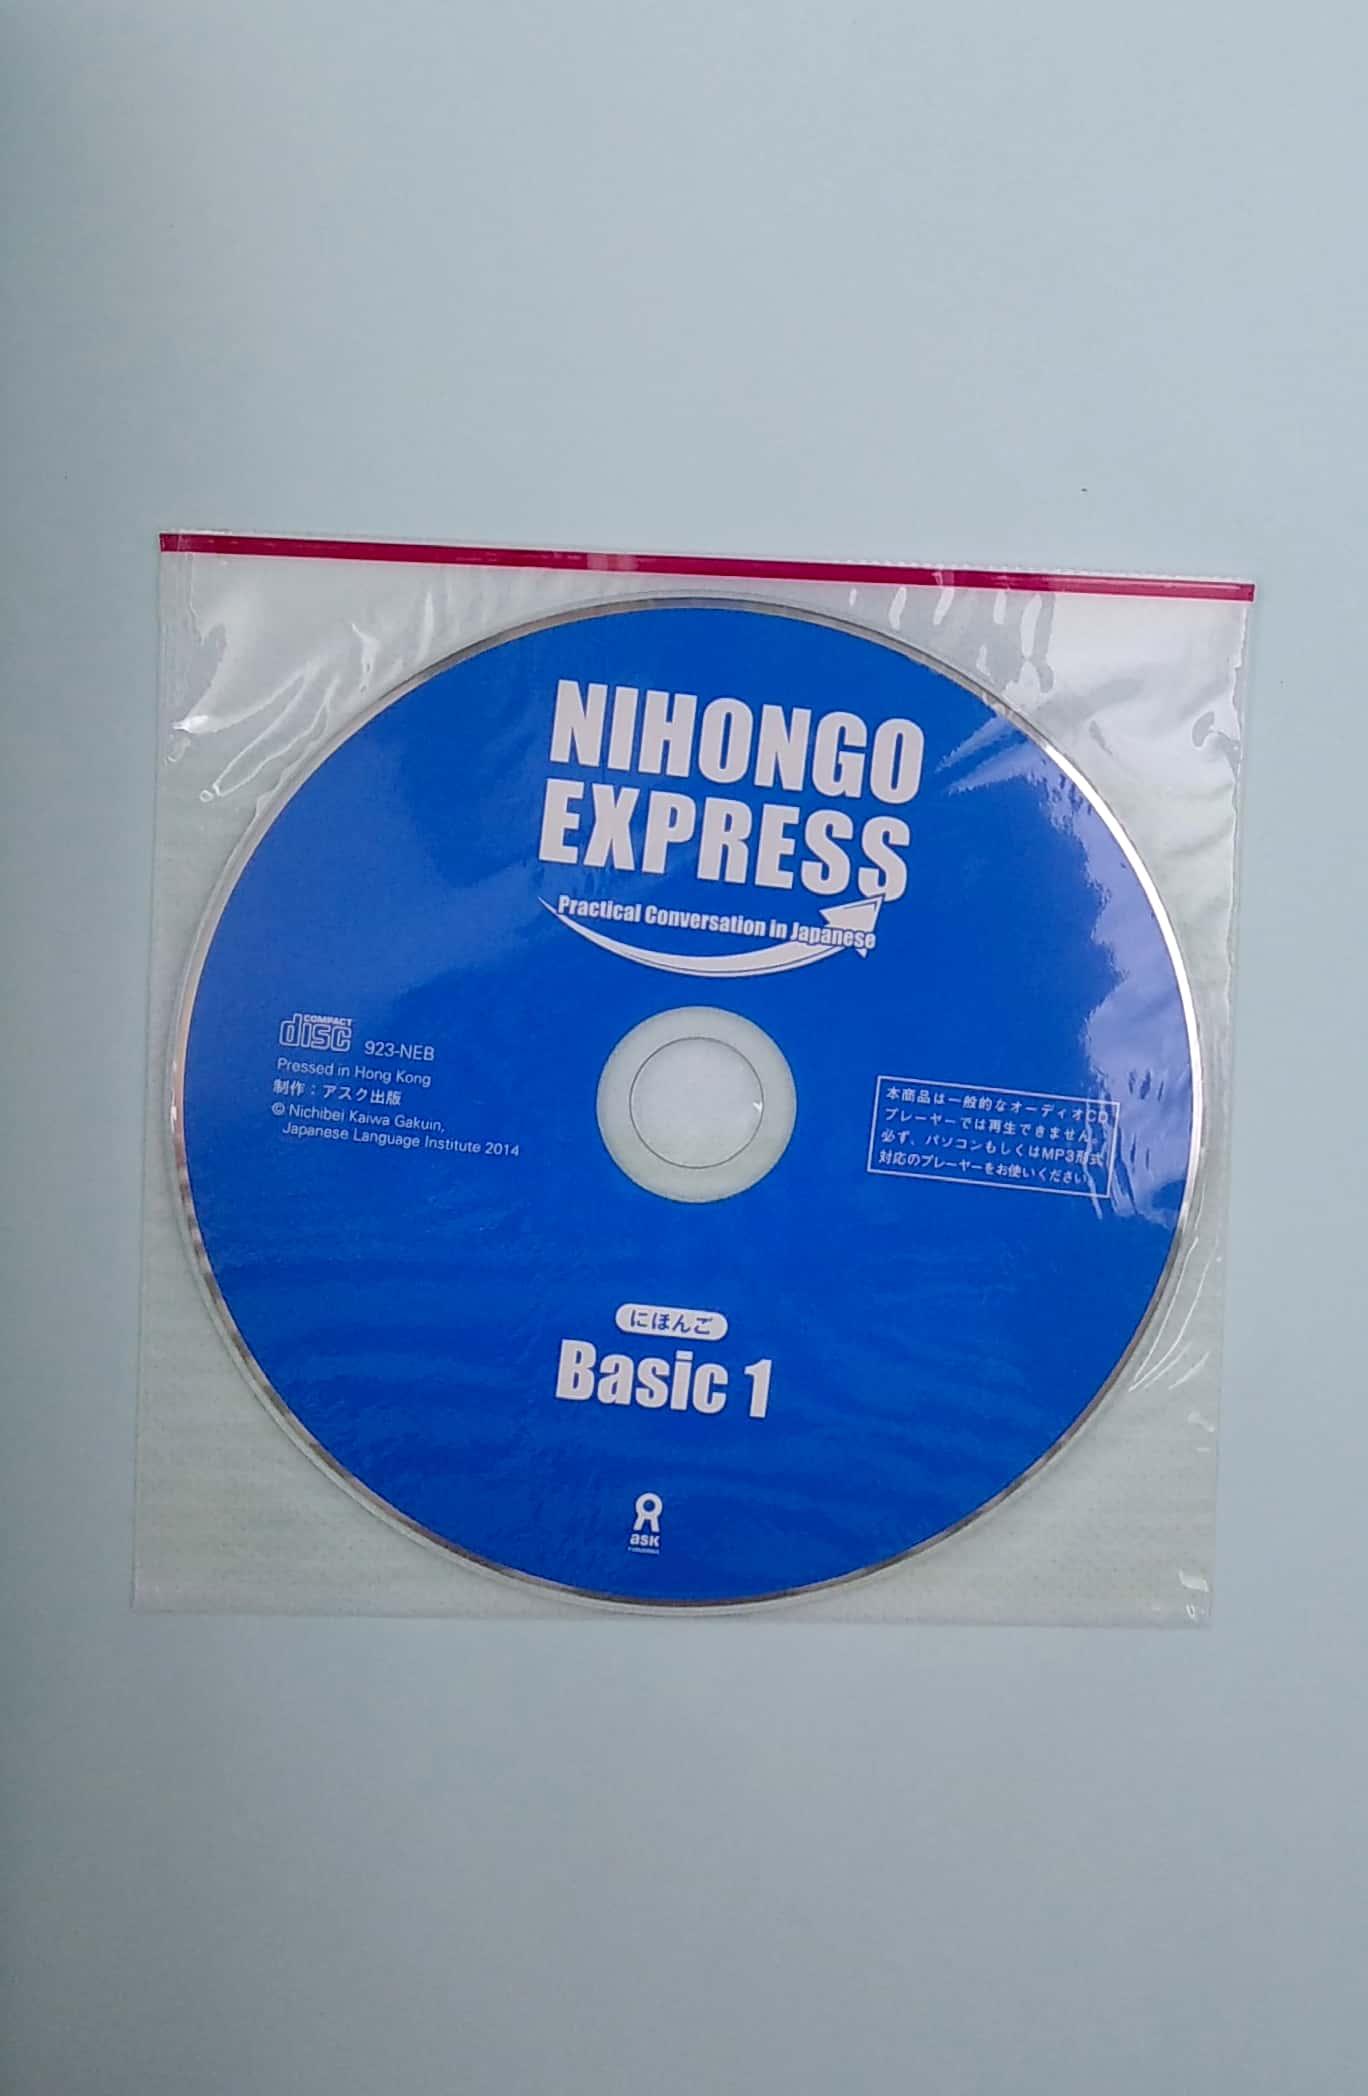 NIHONGO
EXPRESS
Practical Conversation in Japanese
COMPACT
disc 923-NEB
Pressed in Hong Kong
制作：アスク出版
© Nichibei Kaiwa Gakuin,
Japanese Language Institute 2014
本商品は一般的なオーディオCD
プレーヤーでは再生できません。
必ず、パソコンもしくはMP3形式
対応のプレーヤーをお使いください。
にほんご
Basic 1
ask